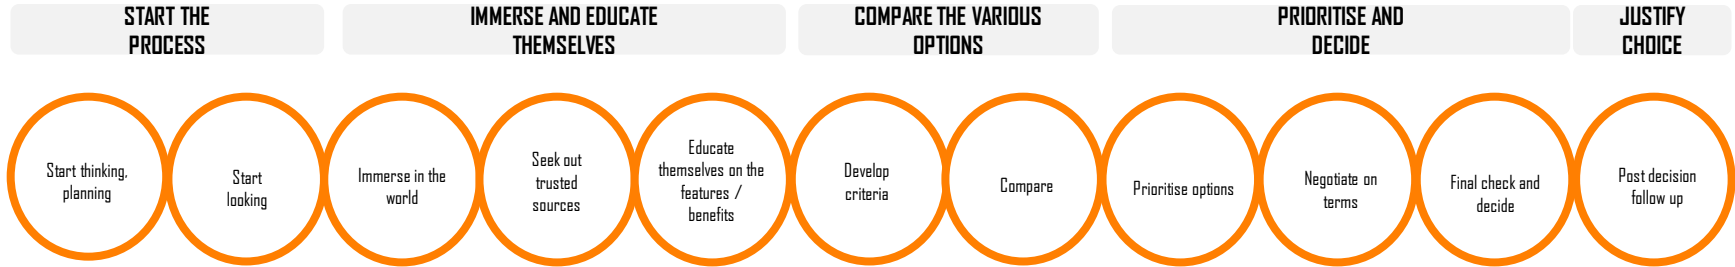 START THE
PROCESS
IMMERSE AND EDUCATE
THEMSELVES
COMPARE THE VARIOUS
OPTIONS
PRIORITISE AND
DECIDE
JUSTIFY
CHOICE
Start thinking,
planning
Start
looking
Immerse in the
world
Seek out
trusted
sources
Educate
themselves on the
features /
benefits
Develop
criteria
Compare
Prioritise options
Negotiate on
terms
Final check and
decide
Post decision
follow up